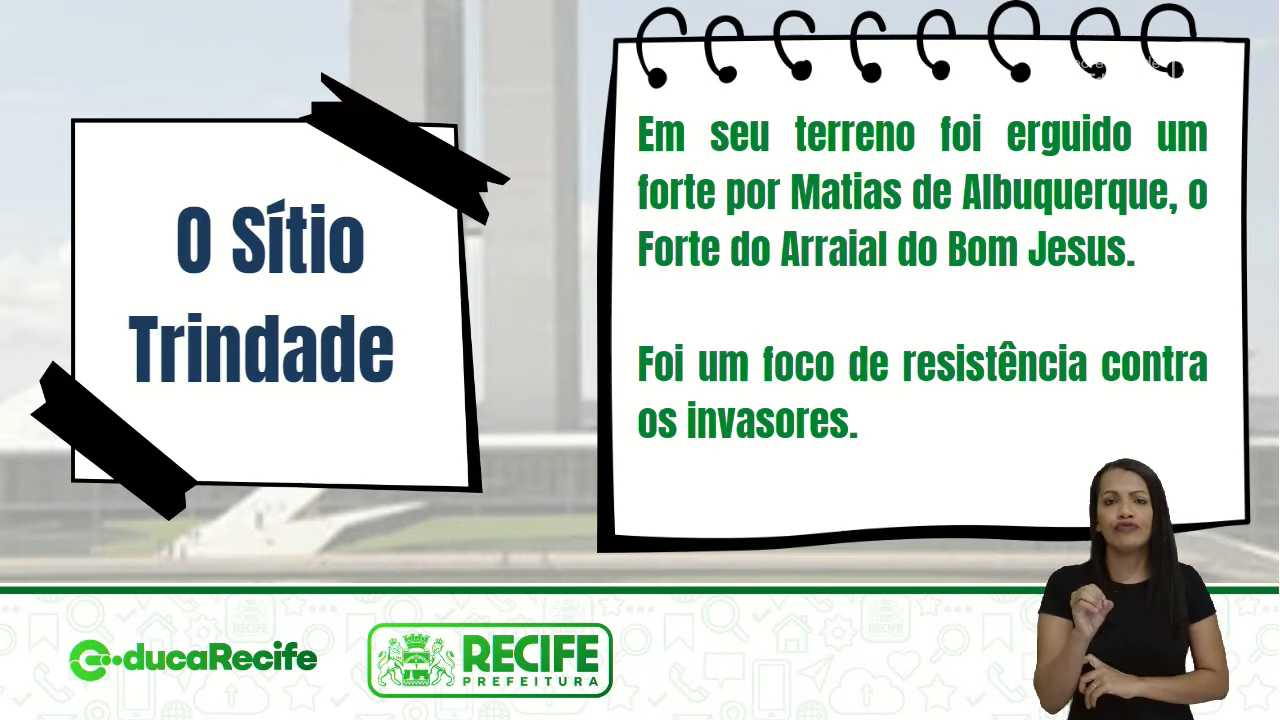 O Sítio
Trindade
Em seu terreno foi erguido um
forte por Matias de Albuquerque, o
Forte do Arraial do Bom Jesus.
Foi um foco de resistência contra
os invasores.
ducaRecife
RECIFE
PREFEITURA